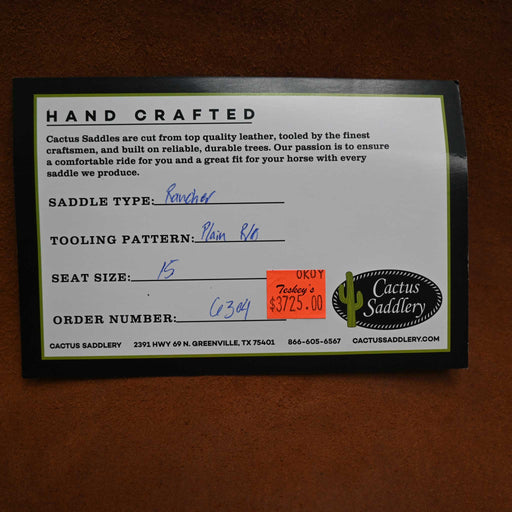 HAND CRAFTED
Cactus Saddles are cut from top quality leather, tooled by the finest
craftsmen, and built on reliable, durable trees. Our passion is to ensure
a comfortable ride for you and a great fit for your horse with every
saddle we produce.
SADDLE TYPE: Rancher
TOOLING PATTERN: Plain R/O
SEAT SIZE: 15
ORDER NUMBER: 6304
OKOY
Teskey's
$3725.00
Cactus
Saddlery
CACTUS SADDLERY 2391 HWY 69 N. GREENVILLE, TX 75401 866-605-6567 CACTUSSADDLERY.COM